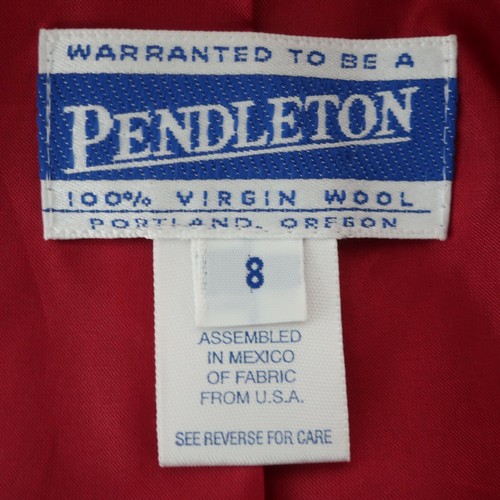 WARRANTED TO BE A
PENDLETON
100% VIRGIN WOOL
PORTLAND, OREGON
8
ASSEMBLED
IN MEXICO
OF FABRIC
FROM U.S.A.
SEE REVERSE FOR CARE